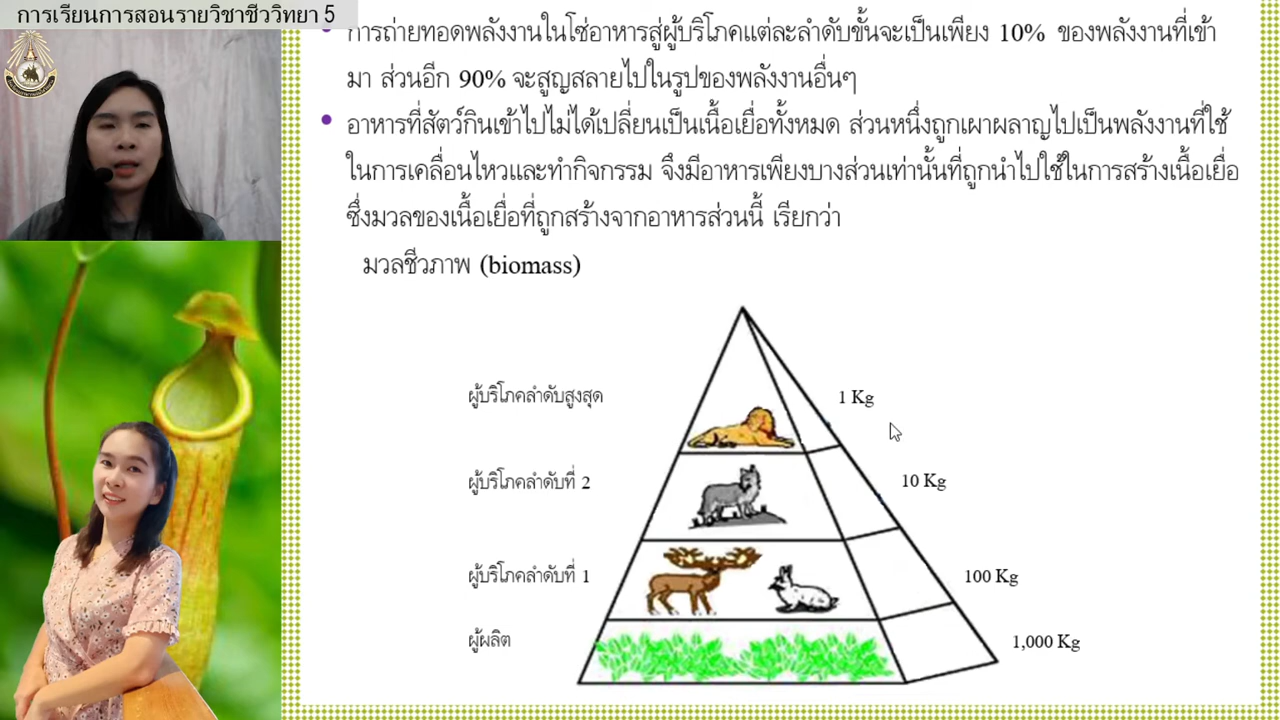 การเรียนการสอนรายวิชาชีววิทยา 5
การถ่ายทอดพลังงานในโซ่อาหารสู่ผู้บริโภคแต่ละลำดับขั้นจะเป็นเพียง 10% ของพลังงานที่เข้า
มา ส่วนอีก 90% จะสูญสลายไปในรูปของพลังงานอื่นๆ
อาหารที่สัตว์กินเข้าไปไม่ได้เปลี่ยนเป็นเนื้อเยื่อทั้งหมด ส่วนหนึ่งถูกเผาผลาญไปเป็นพลังงานที่ใช้
ในการเคลื่อนไหวและทำกิจกรรม จึงมีอาหารเพียงบางส่วนเท่านั้นที่ถูกนำไปใช้ในการสร้างเนื้อเยื่อ
ซึ่งมวลของเนื้อเยื่อที่ถูกสร้างจากอาหารส่วนนี้ เรียกว่า
มวลชีวภาพ (biomass)
ผู้บริโภคลำดับสูงสุด 1 Kg
ผู้บริโภคลำดับที่ 2 10 Kg
ผู้บริโภคลำดับที่ 1 100 Kg
ผู้ผลิต 1,000 Kg